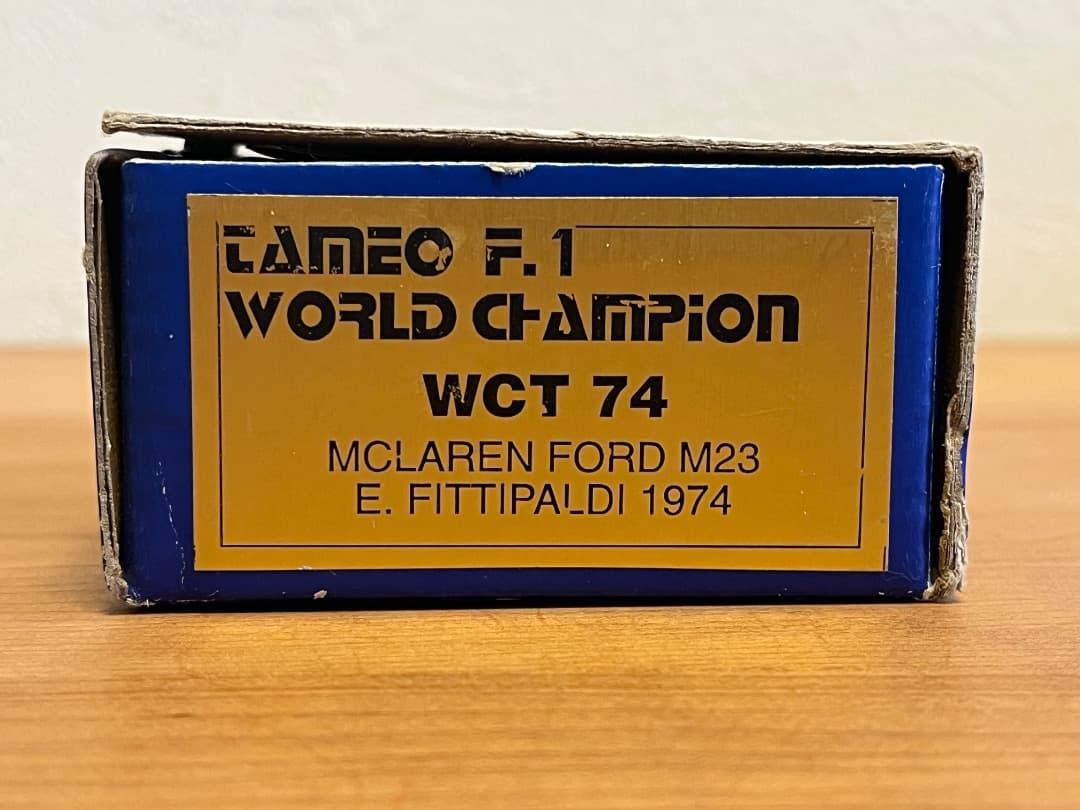 TAMEO F.1
WORLD CHAMPION
WCT 74
MCLAREN FORD M23
E. FITTIPALDI 1974